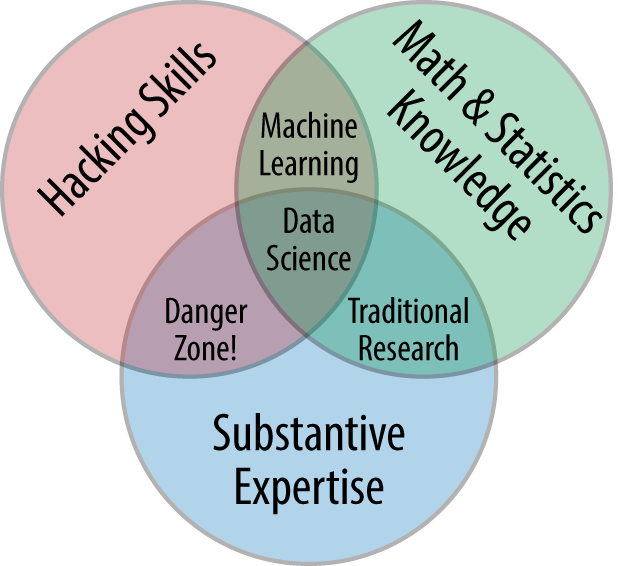 Hacking Skills
Math & Statistics
Knowledge
Machine
Learning
Data
Science
Danger
Zone!
Traditional
Research
Substantive
Expertise